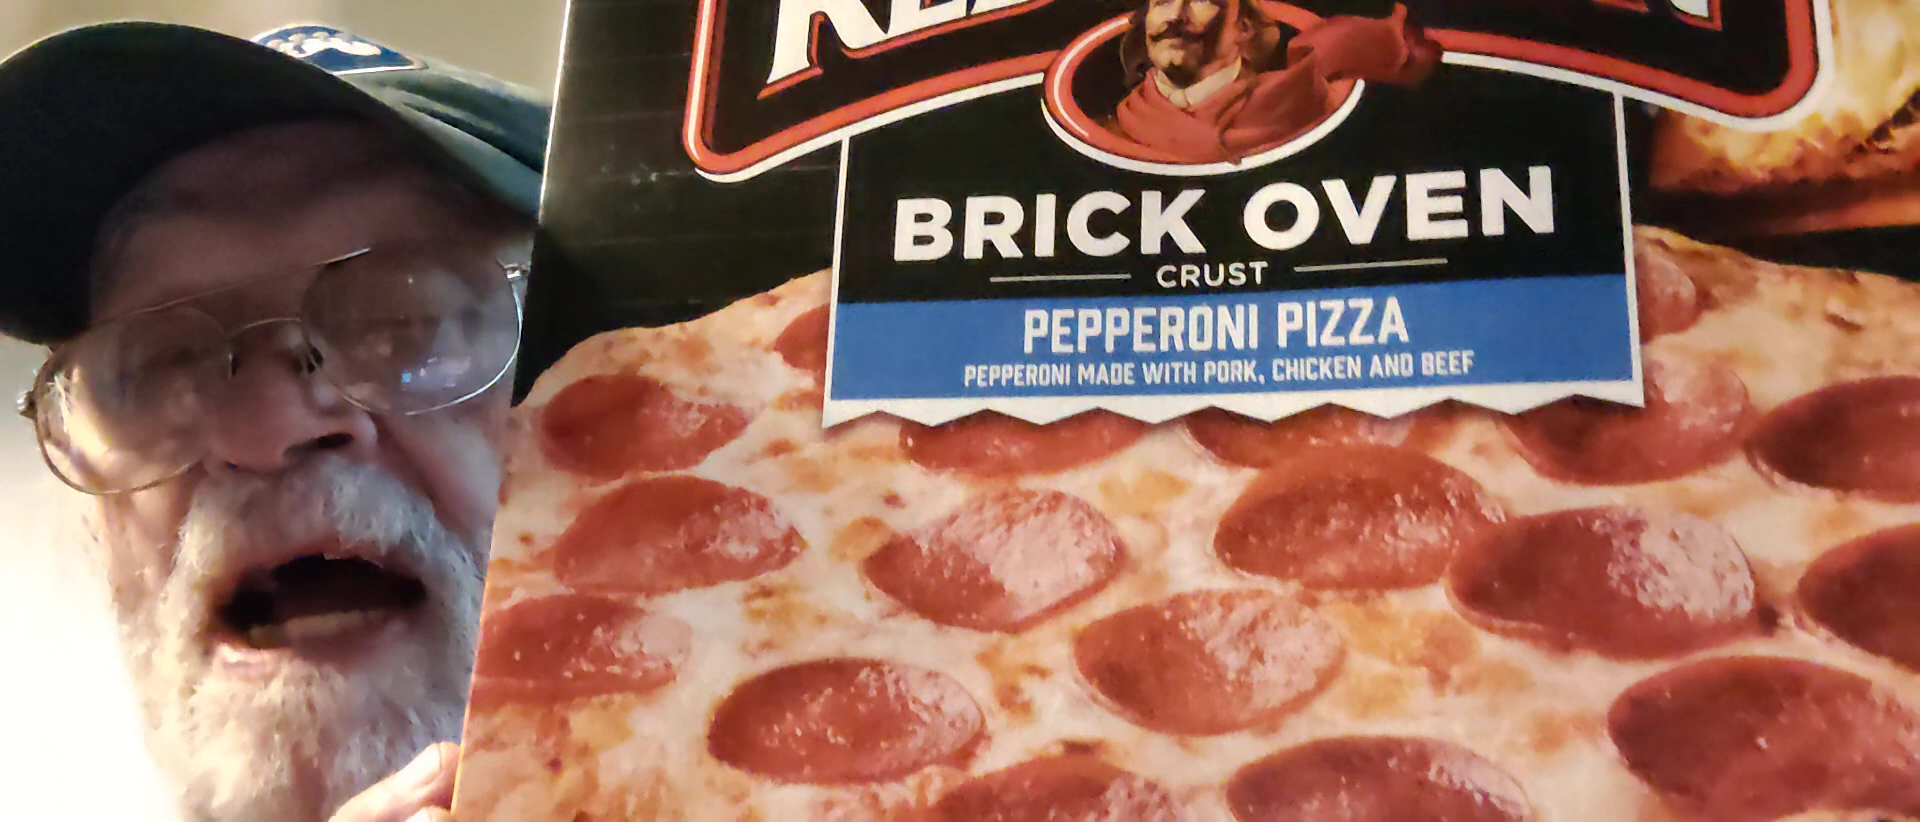 BRICK OVEN
CRUST
PEPPERONI PIZZA
PEPPERONI MADE WITH PORK, CHICKEN AND BEEF